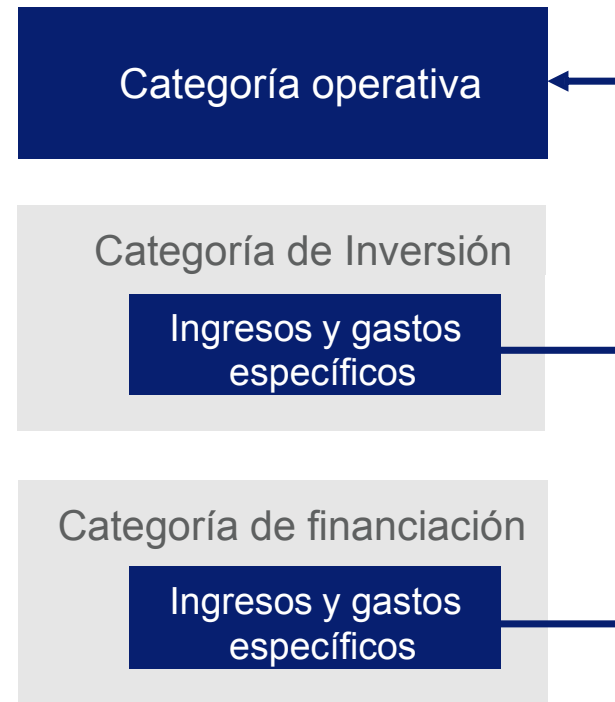 Categoría operativa
Categoría de Inversión
Ingresos y gastos
específicos
Categoría de financiación
Ingresos y gastos
específicos